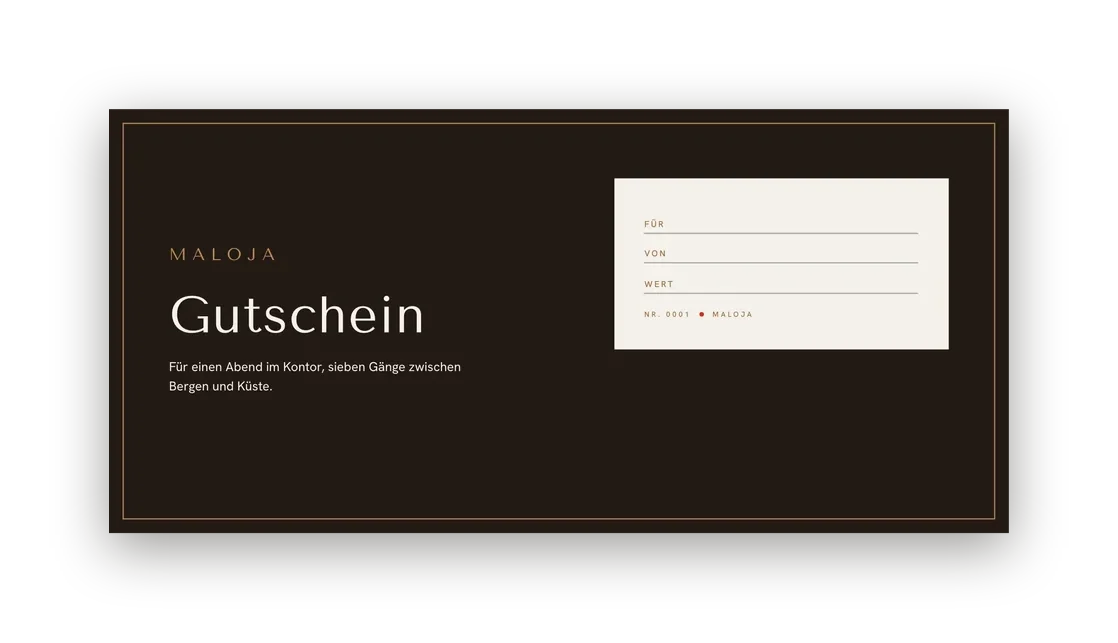 MALOJA
Gutschein
Für einen Abend im Kontor, sieben Gänge zwischen
Bergen und Küste.
FÜR
VON
WERT
NR. 0001 ● MALOJA